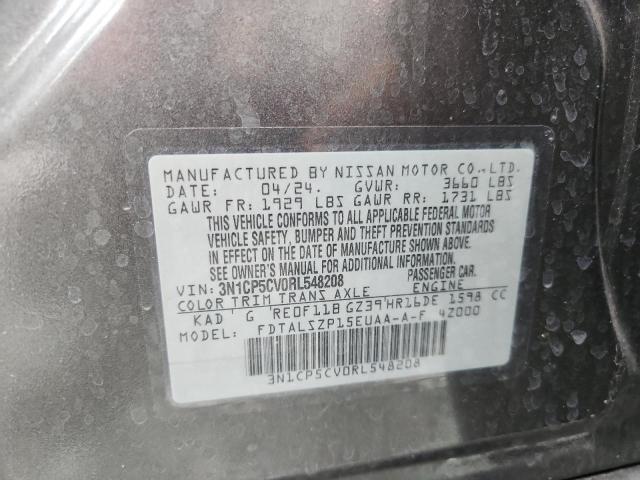 MANUFACTURED BY NISSAN MOTOR CO.,LTD.
DATE: 04/24. GVWR: 3660 LBS
GAWR FR: 1929 LBS GAWR RR: 1731 LBS
THIS VEHICLE CONFORMS TO ALL APPLICABLE FEDERAL MOTOR
VEHICLE SAFETY, BUMPER AND THEFT PREVENTION STANDARDS
IN EFFECT ON THE DATE OF MANUFACTURE SHOWN ABOVE.
SEE OWNER'S MANUAL FOR ADDITIONAL INFORMATION.
VIN: 3N1CP5CV0RL548208 PASSENGER CAR.
COLOR TRIM TRANS AXLE ENGINE
KAD G RE0F11B GZ39 HR16DE 1598 CC
MODEL: FDTALSZP15EUAA-A-F 4Z000
3N1CP5CV0RL548208